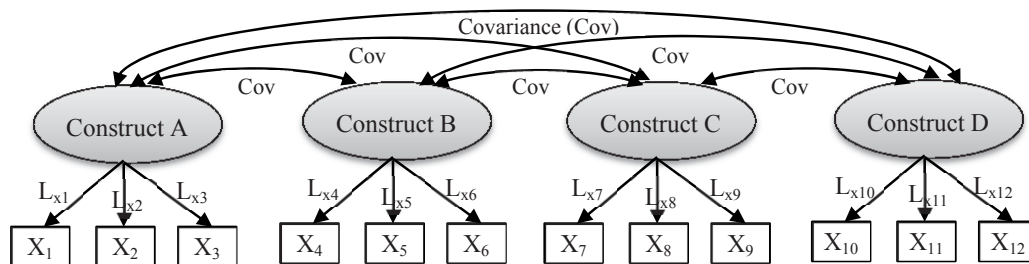 Covariance (Cov)
Cov Cov
Cov Cov Cov
Construct A Construct B Construct C Construct D
Lx1 Lx2 Lx3 Lx4 Lx5 Lx6 Lx7 Lx8 Lx9 Lx10 Lx11 Lx12
X1 X2 X3 X4 X5 X6 X7 X8 X9 X10 X11 X12